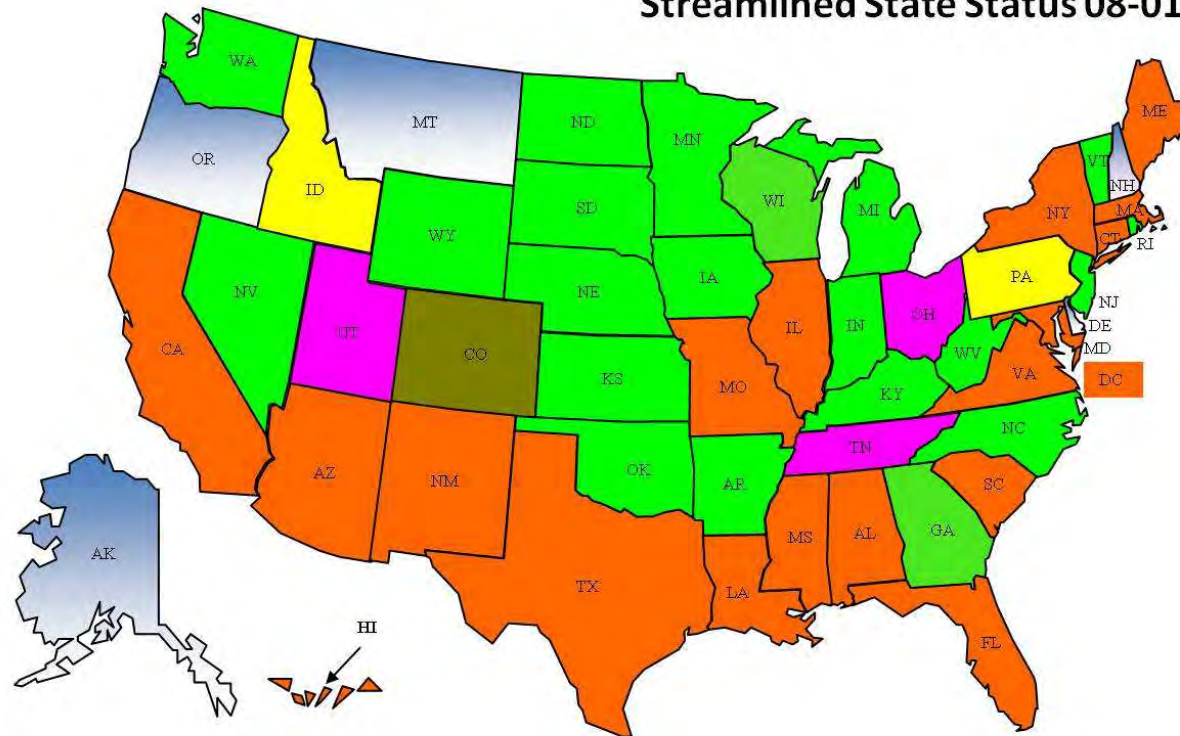 Streamlined State Status 08-01
WA
MT
ND
MN
ME
OR
ID
VT
NH
SD
WI
MI
NY
MA
WY
CT
RI
IA
PA
NV
NE
NJ
UT
IL
IN
OH
DE
CO
WV
MD
CA
KS
MO
VA
DC
KY
NC
TN
AZ
NM
OK
AR
SC
MS
AL
GA
AK
TX
LA
HI
FL